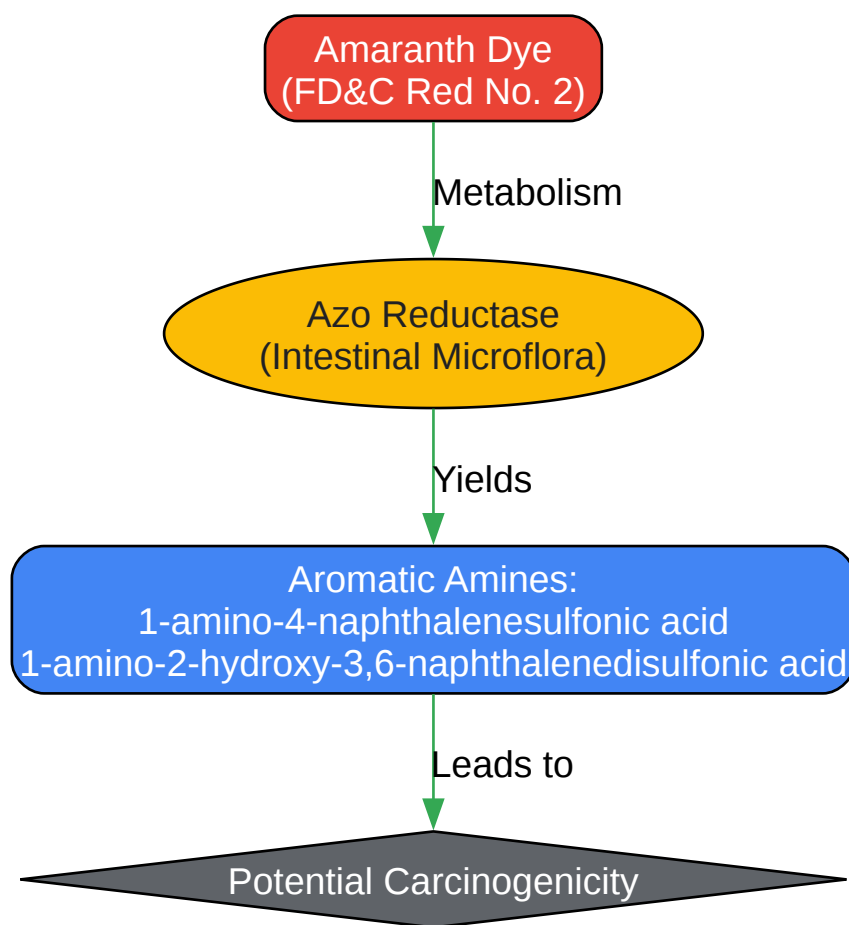 Amaranth Dye
(FD&C Red No. 2)
Metabolism
Azo Reductase
(Intestinal Microflora)
Yields
Aromatic Amines:
1-amino-4-naphthalenesulfonic acid
1-amino-2-hydroxy-3,6-naphthalenedisulfonic acid
Leads to
Potential Carcinogenicity